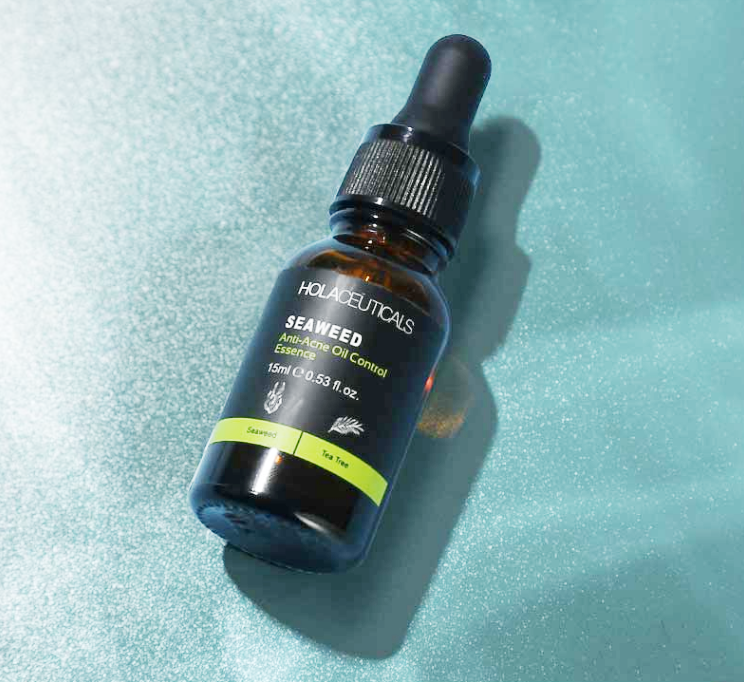 HOLACEUTICALS
SEAWEED
Anti-Acne Oil Control
Essence
15ml ℮ 0.53 fl.oz.
Seaweed
Tea Tree